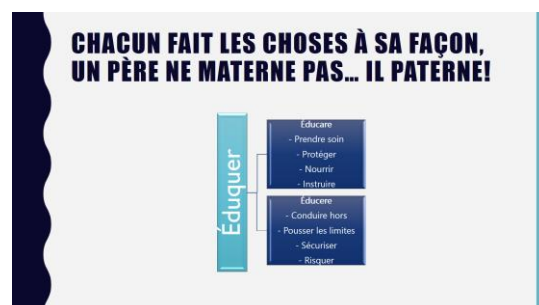 CHACUN FAIT LES CHOSES À SA FAÇON,
UN PÈRE NE MATERNE PAS... IL PATERNE!
Éduquer
Éducare
- Prendre soin
- Protéger
- Nourrir
- Instruire
Éducere
- Conduire hors
- Pousser les limites
- Sécuriser
- Risquer